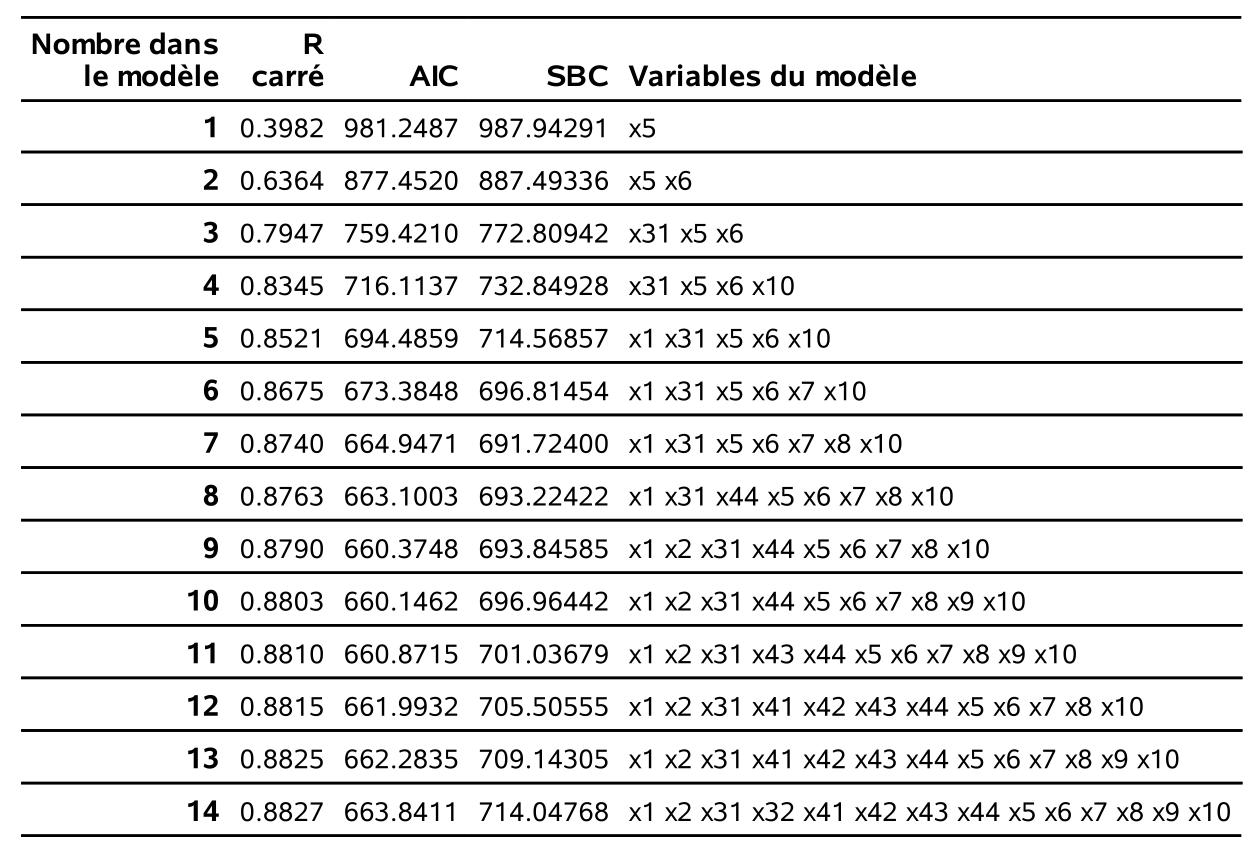 Nombre dans le modèle R carré AIC SBC Variables du modèle
1 0.3982 981.2487 987.94291 x5
2 0.6364 877.4520 887.49336 x5 x6
3 0.7947 759.4210 772.80942 x31 x5 x6
4 0.8345 716.1137 732.84928 x31 x5 x6 x10
5 0.8521 694.4859 714.56857 x1 x31 x5 x6 x10
6 0.8675 673.3848 696.81454 x1 x31 x5 x6 x7 x10
7 0.8740 664.9471 691.72400 x1 x31 x5 x6 x7 x8 x10
8 0.8763 663.1003 693.22422 x1 x31 x44 x5 x6 x7 x8 x10
9 0.8790 660.3748 693.84585 x1 x2 x31 x44 x5 x6 x7 x8 x10
10 0.8803 660.1462 696.96442 x1 x2 x31 x44 x5 x6 x7 x8 x9 x10
11 0.8810 660.8715 701.03679 x1 x2 x31 x43 x44 x5 x6 x7 x8 x9 x10
12 0.8815 661.9932 705.50555 x1 x2 x31 x41 x42 x43 x44 x5 x6 x7 x8 x10
13 0.8825 662.2835 709.14305 x1 x2 x31 x41 x42 x43 x44 x5 x6 x7 x8 x9 x10
14 0.8827 663.8411 714.04768 x1 x2 x31 x32 x41 x42 x43 x44 x5 x6 x7 x8 x9 x10